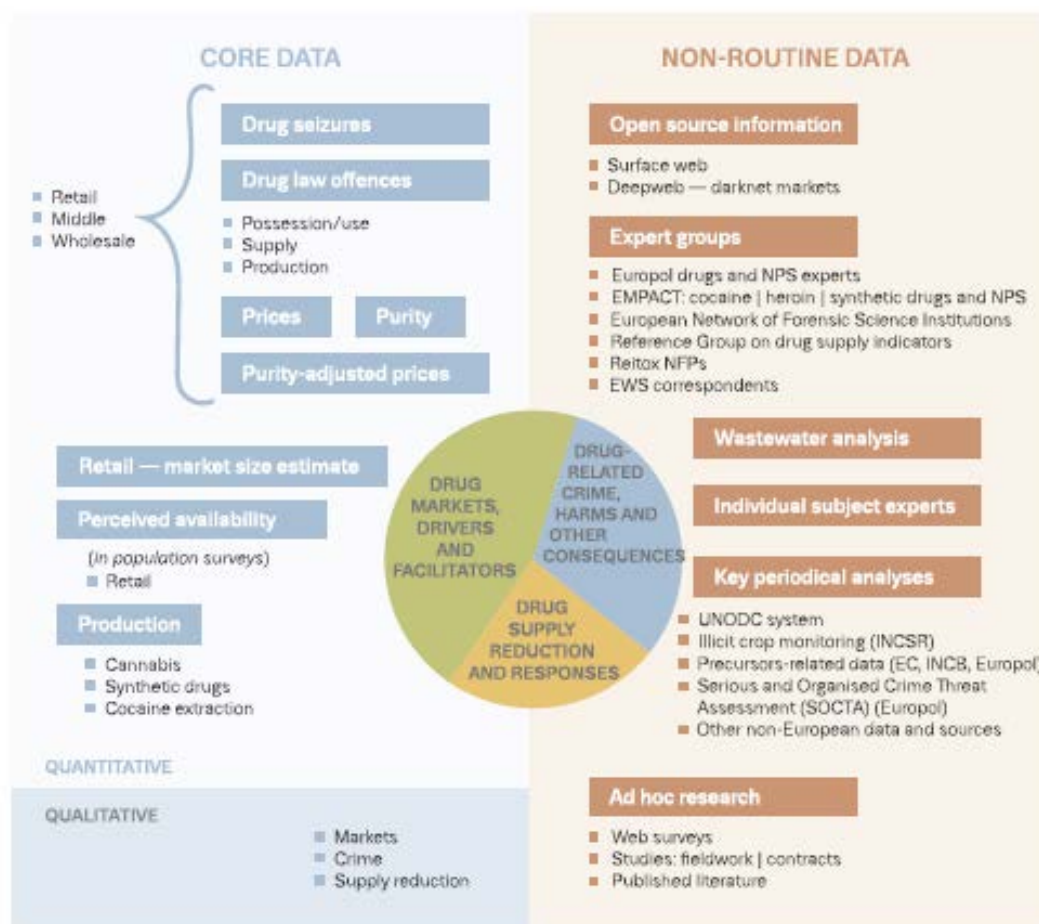 CORE DATA
Drug seizures
Drug law offences
Retail
Middle
Wholesale
Possession/use
Supply
Production
Prices
Purity
Purity-adjusted prices
Retail — market size estimate
Perceived availability
(in population surveys)
Retail
Production
Cannabis
Synthetic drugs
Cocaine extraction
QUANTITATIVE
QUALITATIVE
Markets
Crime
Supply reduction
DRUG
MARKETS,
DRIVERS
AND
FACILITATORS
DRUG-
RELATED
CRIME,
HARMS AND
OTHER
CONSEQUENCES
DRUG
SUPPLY
REDUCTION
AND RESPONSES
NON-ROUTINE DATA
Open source information
Surface web
Deepweb — darknet markets
Expert groups
Europol drugs and NPS experts
EMPACT: cocaine | heroin | synthetic drugs and NPS
European Network of Forensic Science Institutions
Reference Group on drug supply indicators
Reitox NFPs
EWS correspondents
Wastewater analysis
Individual subject experts
Key periodical analyses
UNODC system
Illicit crop monitoring (INCSR)
Precursors-related data (EC, INCB, Europol)
Serious and Organised Crime Threat
Assessment (SOCTA) (Europol)
Other non-European data and sources
Ad hoc research
Web surveys
Studies: fieldwork | contracts
Published literature